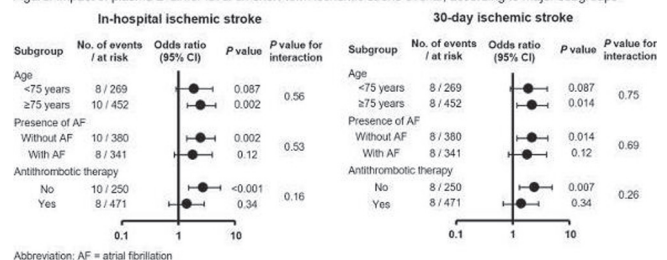 In-hospital ischemic stroke
Subgroup No. of events / at risk Odds ratio (95% CI) P value P value for interaction
Age
<75 years 8 / 269 0.087
0.56
≥75 years 10 / 452 0.002
Presence of AF
Without AF 10 / 380 0.002
0.53
With AF 8 / 341 0.12
Antithrombotic therapy
No 10 / 250 <0.001
0.16
Yes 8 / 471 0.34
0.1 1 10
30-day ischemic stroke
Subgroup No. of events / at risk Odds ratio (95% CI) P value P value for interaction
Age
<75 years 8 / 269 0.087
0.75
≥75 years 8 / 452 0.014
Presence of AF
Without AF 8 / 380 0.014
0.69
With AF 8 / 341 0.12
Antithrombotic therapy
No 8 / 250 0.007
0.26
Yes 8 / 471 0.34
0.1 1 10
Abbreviation: AF = atrial fibrillation